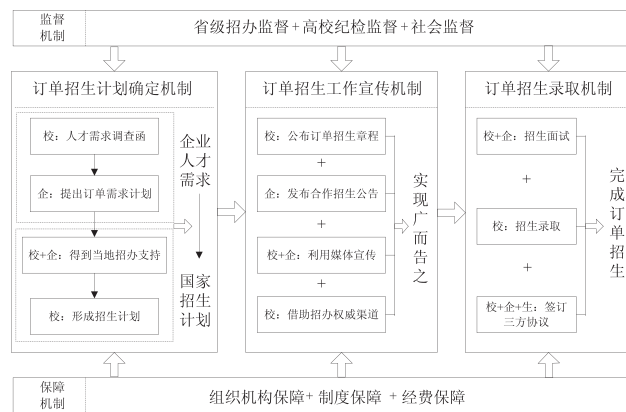 监督
机制
省级招办监督+高校纪检监督+社会监督
订单招生计划确定机制
校：人才需求调查函
企：提出订单需求计划
校+企：得到当地招办支持
校：形成招生计划
企业
人才
需求
国家
招生
计划
订单招生工作宣传机制
校：公布订单招生章程
+
企：发布合作招生公告
+
校+企：利用媒体宣传
+
校：借助招办权威渠道
实现广而告之
订单招生录取机制
校+企：招生面试
+
校：招生录取
+
校+企+生：签订
三方协议
完成订单招生
保障
机制
组织机构保障+ 制度保障 + 经费保障